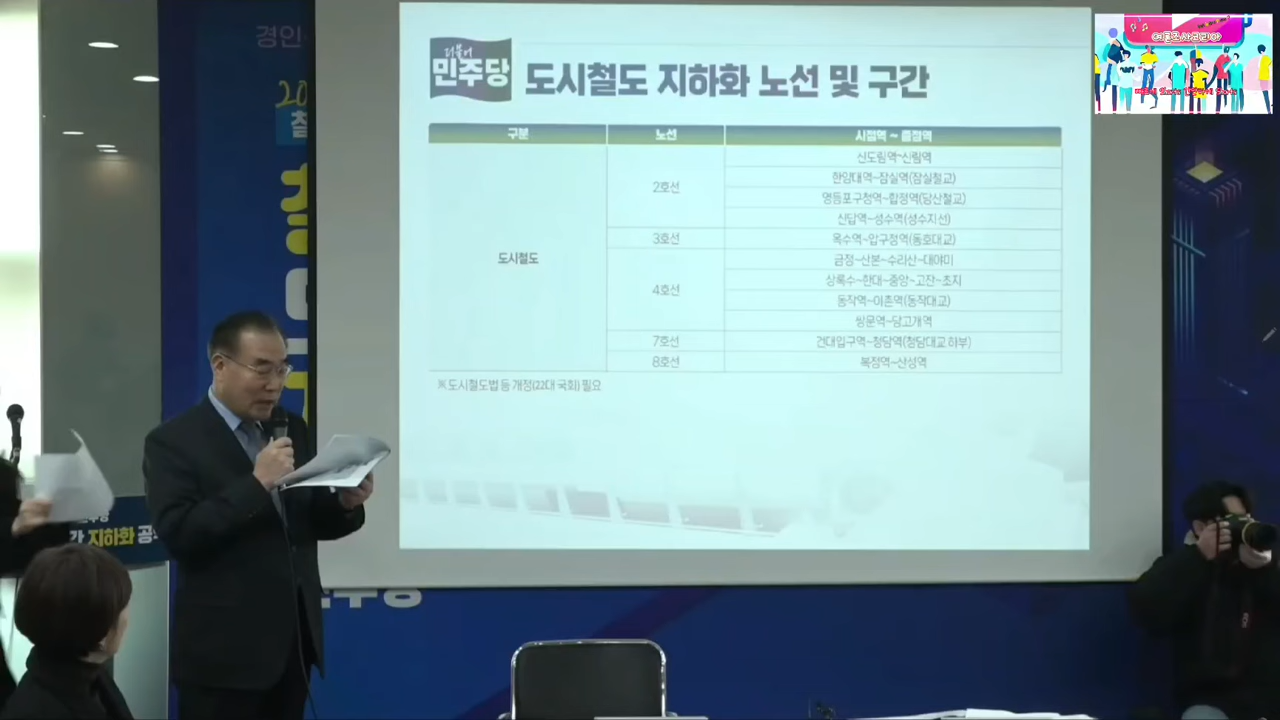 경인
더불어
민주당
도시철도 지하화 노선 및 구간
구분 노선 시점역 ~ 종점역
도시철도
2호선
신도림역~신림역
한양대역~잠실역(잠실철교)
영등포구청역~합정역(당산철교)
신답역~성수역(성수지선)
3호선 옥수역~압구정역(동호대교)
4호선
금정~산본~수리산~대야미
상록수~한대~중앙~고잔~초지
동작역~이촌역(동작대교)
쌍문역~당고개역
7호선 건대입구역~청담역(청담대교 하부)
8호선 복정역~산성역
※ 도시철도법 등 개정(22대 국회) 필요
간 지하화 공